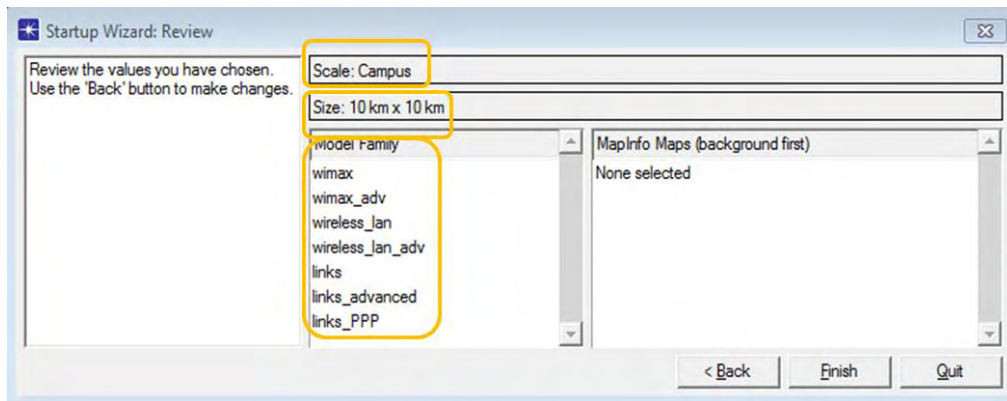 Startup Wizard: Review
Review the values you have chosen.
Use the 'Back' button to make changes.
Scale: Campus
Size: 10 km x 10 km
Model Family
wimax
wimax_adv
wireless_lan
wireless_lan_adv
links
links_advanced
links_PPP
MapInfo Maps (background first)
None selected
< Back
Finish
Quit